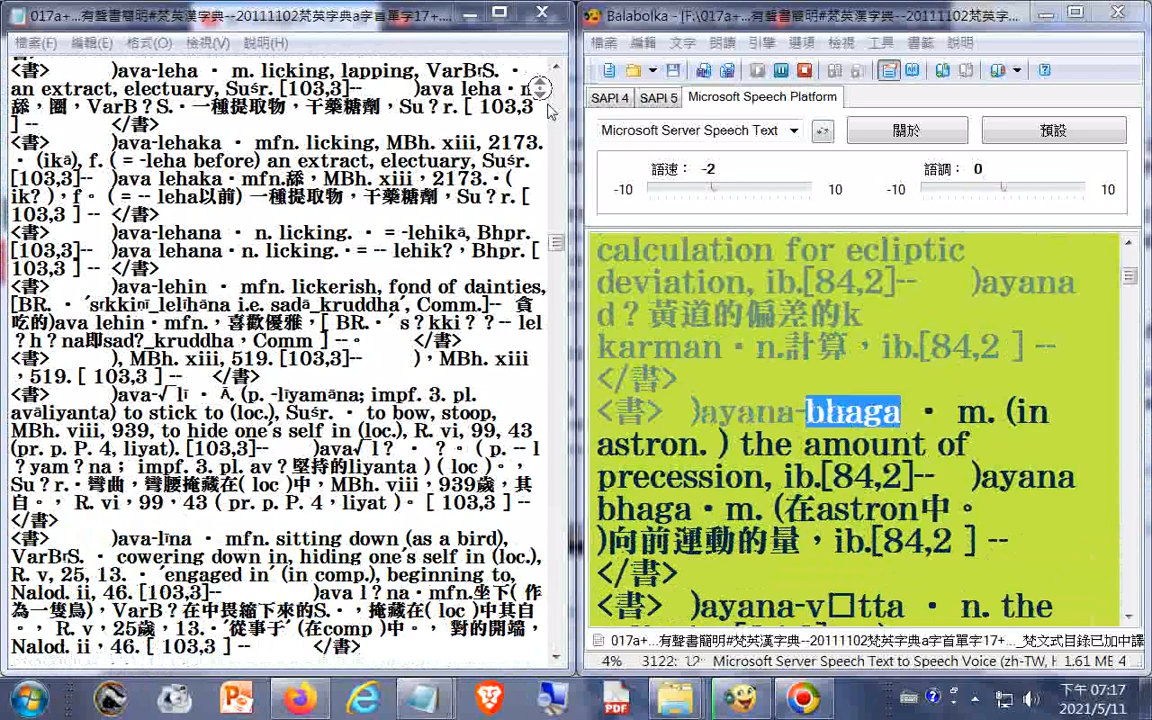 017a+...有聲書簡明#梵英漢字典--20111102梵英字典a字首單字17+...
檔案(F) 編輯(E) 格式(O) 檢視(V) 說明(H)
<書> )ava-leha · m. licking, lapping, VarBṛS. ·
an extract, electuary, Suśr. [103,3]-- )ava leha·n
舔，圈，VarB？S.·一種提取物，干藥糖劑，Su？r. [ 103,3
] -- </書>
<書> )ava-lehaka · mfn. licking, MBh. xiii, 2173.
· (ikā), f. ( = -leha before) an extract, electuary, Suśr.
[103,3]-- )ava lehaka·mfn.舔，MBh. xiii，2173.·(
ik？)，f。( = -- leha以前) 一種提取物，干藥糖劑，Su？r. [
103,3 ] -- </書>
<書> )ava-lehana · n. licking. · = -lehikā, Bhpr.
[103,3]-- )ava lehana·n. licking.·= -- lehik?，Bhpr. [
103,3 ] -- </書>
<書> )ava-lehin · mfn. lickerish, fond of dainties,
[BR. · 'sṛkkiṇī_lelihāna i.e. sadā_kruddha', Comm.]-- 貪
吃的)ava lehin·mfn.，喜歡優雅，[ BR.·'s？kki？？-- lel
？h？na即sad?_kruddha，Comm ]--。 </書>
<書> ), MBh. xiii, 519. [103,3]-- )，MBh. xiii
，519. [ 103,3 ] -- </書>
<書> )ava-√ lī · Ā. (p. -līyamāna; impf. 3. pl.
avāliyanta) to stick to (loc.), Suśr. · to bow, stoop,
MBh. viii, 939, to hide one's self in (loc.), R. vi, 99, 43
(pr. p. P. 4, liyat). [103,3]-- )ava√ l？·？。( p. -- l
？yam？na；impf. 3. pl. av？堅持的liyanta ) ( loc )。，
Su？r.·彎曲，彎腰掩藏在( loc )中，MBh. viii，939歲，其
自。，R. vi，99，43 ( pr. p. P. 4，liyat )。[ 103,3 ] --
</書>
<書> )ava-līna · mfn. sitting down (as a bird),
VarBṛS. · cowering down in, hiding one's self in (loc.),
R. v, 25, 13. · 'engaged in' (in comp.), beginning to,
Nalod. ii, 46. [103,3]-- )ava l？na·mfn.坐下( 作
為一隻鳥)，VarB？在中畏縮下來的S.·，掩藏在( loc )中其自
。，R. v，25歲，13.·'從事于' (在comp )中。，對的開端，
Nalod. ii，46. [ 103,3 ] -- </書>
Balabolka - [F:\017a+...有聲書簡明#梵英漢字典--20111102梵英字...
檔案 編輯 文字 朗讀 引擎 選項 檢視 工具 書籤 說明
SAPI 4 SAPI 5 Microsoft Speech Platform
Microsoft Server Speech Text 關於 預設
語速： -2 語調： 0
-10 10 -10 10
calculation for ecliptic
deviation, ib.[84,2]-- )ayana
d？黃道的偏差的k
karman·n.計算，ib.[84,2 ] --
</書>
<書> )ayana-bhaga · m. (in
astron. ) the amount of
precession, ib.[84,2]-- )ayana
bhaga·m. (在astron中。
)向前運動的量，ib.[84,2 ] --
</書>
<書> )ayana-v□tta · n. the
017a+...有聲書簡明#梵英漢字典--20111102梵英字典a字首單字17+..._梵文式目錄已加中譯
4% 3122: 12 Microsoft Server Speech Text to Speech Voice (zh-TW, H 1.61 MB 4
PDF
下午 07:17
2021/5/11